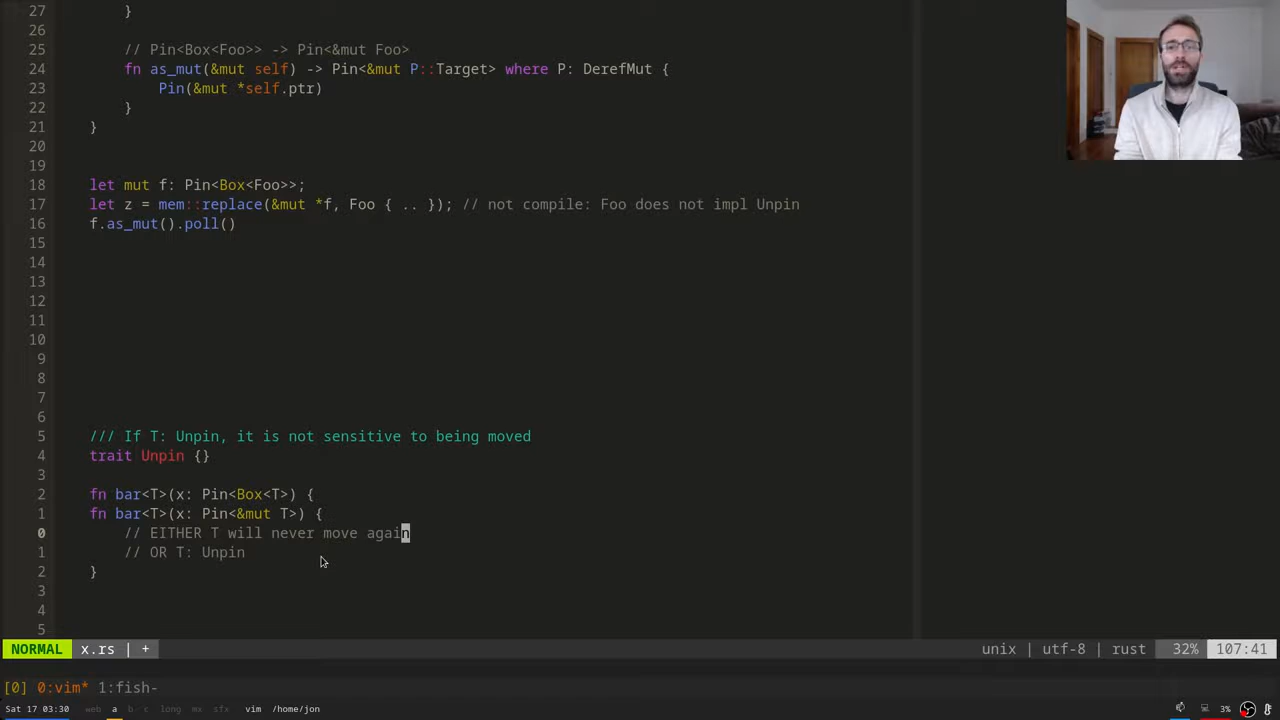 27 }
26
25 // Pin<Box<Foo>> -> Pin<&mut Foo>
24 fn as_mut(&mut self) -> Pin<&mut P::Target> where P: DerefMut {
23 Pin(&mut *self.ptr)
22 }
21 }
20
19
18 let mut f: Pin<Box<Foo>>;
17 let z = mem::replace(&mut *f, Foo { .. }); // not compile: Foo does not impl Unpin
16 f.as_mut().poll()
15
14
13
12
11
10
9
8
7
6
5 /// If T: Unpin, it is not sensitive to being moved
4 trait Unpin {}
3
2 fn bar<T>(x: Pin<Box<T>) {
1 fn bar<T>(x: Pin<&mut T>) {
0 // EITHER T will never move again
1 // OR T: Unpin
2 }
3
4
5
NORMAL x.rs | + unix | utf-8 | rust 32% 107:41
[0] 0:vim* 1:fish-
Sat 17 03:30 web a b c long mx sfx vim /home/jon 3%